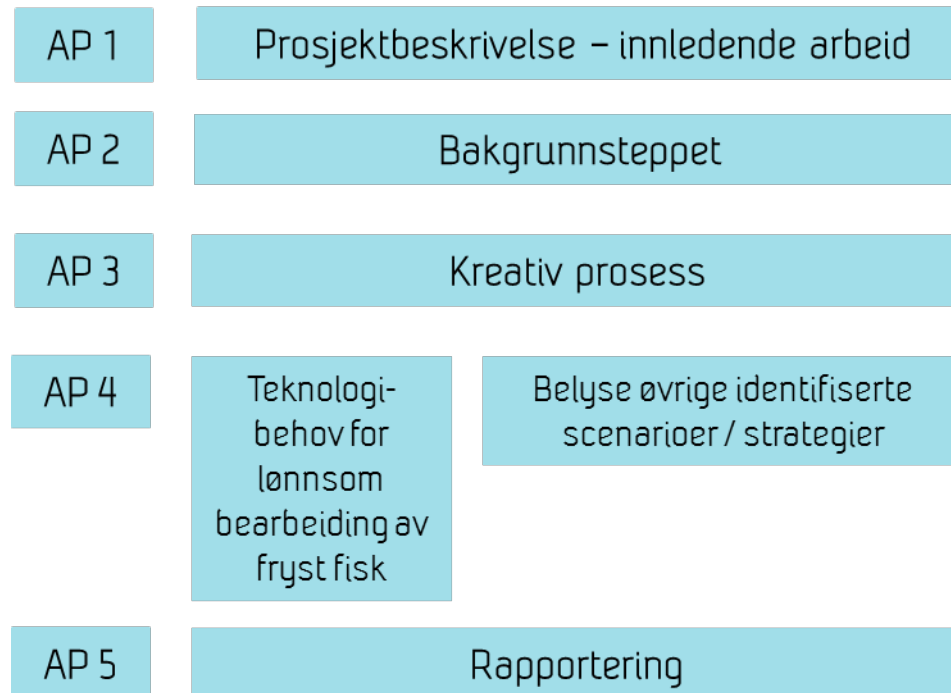 AP 1
Prosjektbeskrivelse – innledende arbeid
AP 2
Bakgrunnsteppet
AP 3
Kreativ prosess
AP 4
Teknologi-
behov for
lønnsom
bearbeiding av
fryst fisk
Belyse øvrige identifiserte
scenarioer / strategier
AP 5
Rapportering